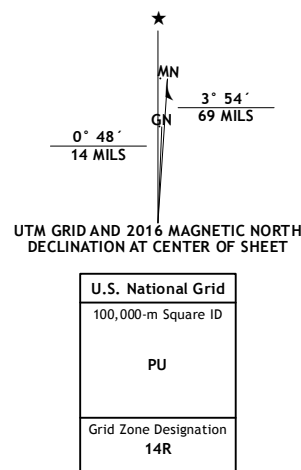 ★
MN
GN
3° 54´
69 MILS
0° 48´
14 MILS
UTM GRID AND 2016 MAGNETIC NORTH
DECLINATION AT CENTER OF SHEET
U.S. National Grid
100,000-m Square ID
PU
Grid Zone Designation
14R